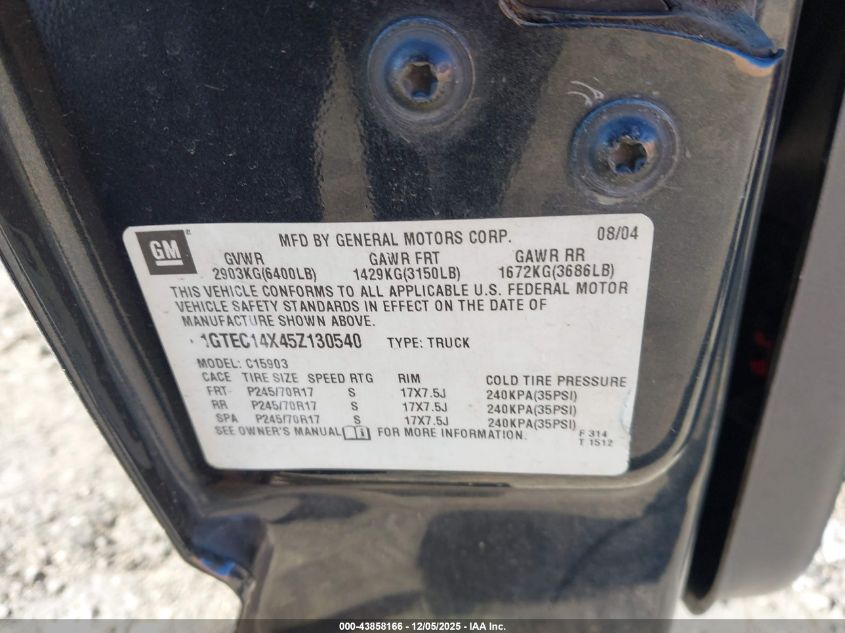 GM
MFD BY GENERAL MOTORS CORP. 08/04
GVWR GAWR FRT GAWR RR
2903KG(6400LB) 1429KG(3150LB) 1672KG(3686LB)
THIS VEHICLE CONFORMS TO ALL APPLICABLE U.S. FEDERAL MOTOR
VEHICLE SAFETY STANDARDS IN EFFECT ON THE DATE OF
MANUFACTURE SHOWN ABOVE.
1GTEC14X45Z130540 TYPE: TRUCK
MODEL: C15903
CACE TIRE SIZE SPEED RTG RIM COLD TIRE PRESSURE
FRT P245/70R17 S 17X7.5J 240KPA(35PSI)
RR P245/70R17 S 17X7.5J 240KPA(35PSI)
SPA P245/70R17 S 17X7.5J 240KPA(35PSI)
SEE OWNER'S MANUAL FOR MORE INFORMATION.
F 314
T 1512
000-43858166 - 12/05/2025 - IAA Inc.